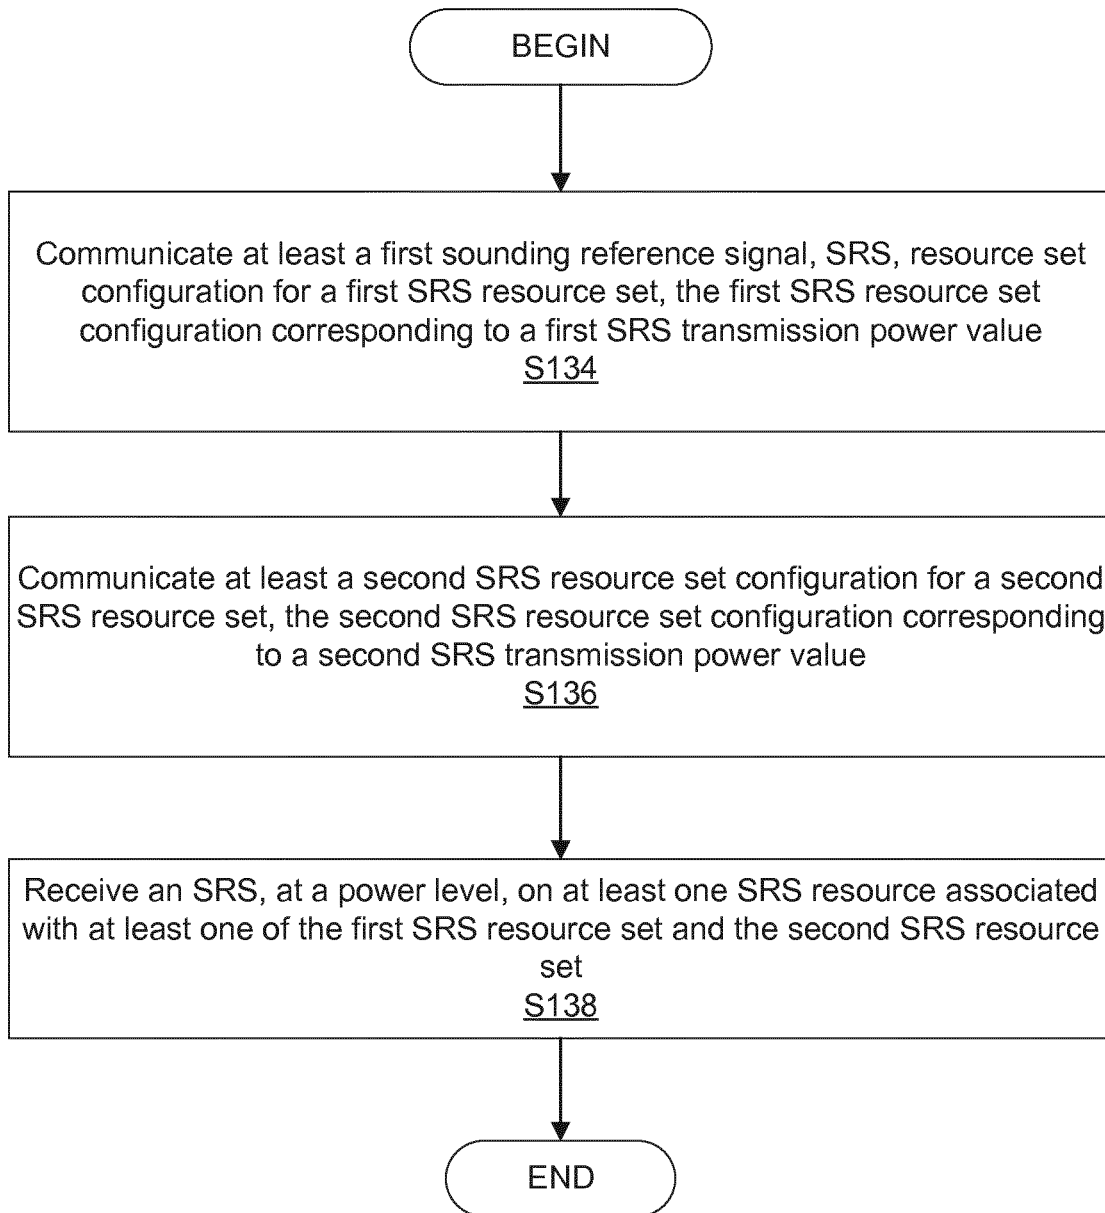 BEGIN
Communicate at least a first sounding reference signal, SRS, resource set
configuration for a first SRS resource set, the first SRS resource set
configuration corresponding to a first SRS transmission power value
S134
Communicate at least a second SRS resource set configuration for a second
SRS resource set, the second SRS resource set configuration corresponding
to a second SRS transmission power value
S136
Receive an SRS, at a power level, on at least one SRS resource associated
with at least one of the first SRS resource set and the second SRS resource
set
S138
END